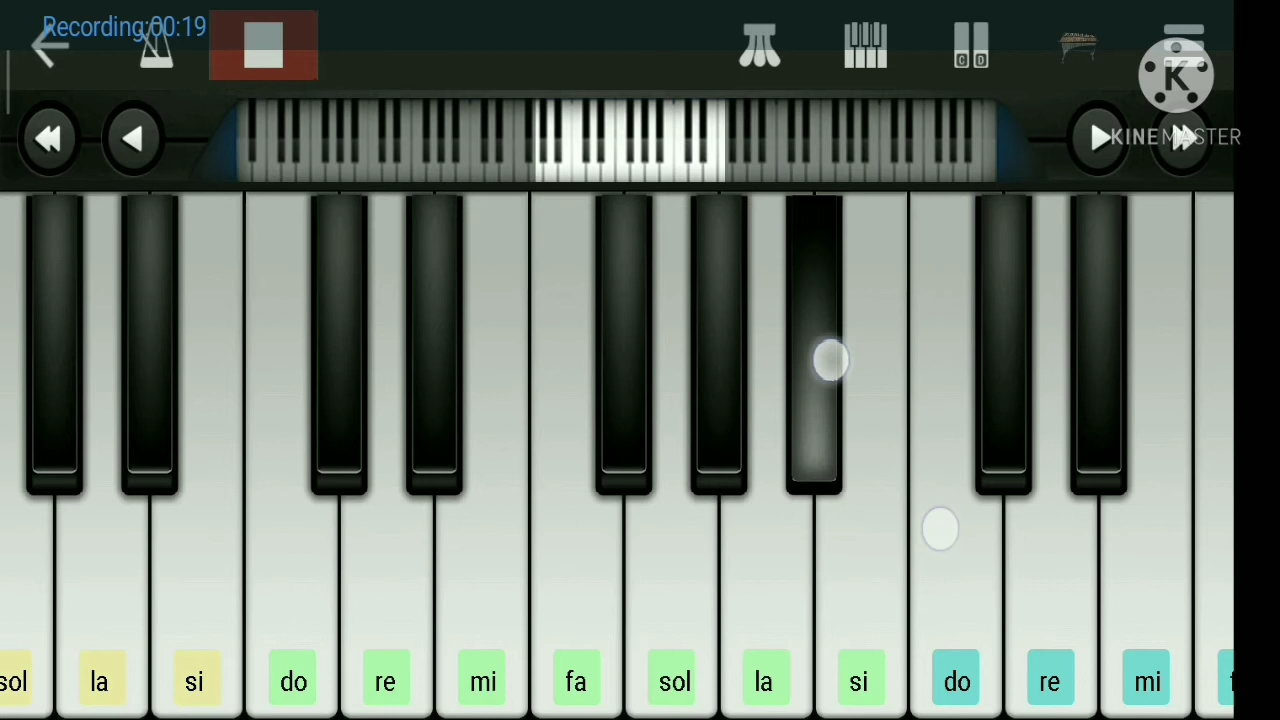 Recording:00:19
C D
K
KINEMASTER
sol la si do re mi fa sol la si do re mi